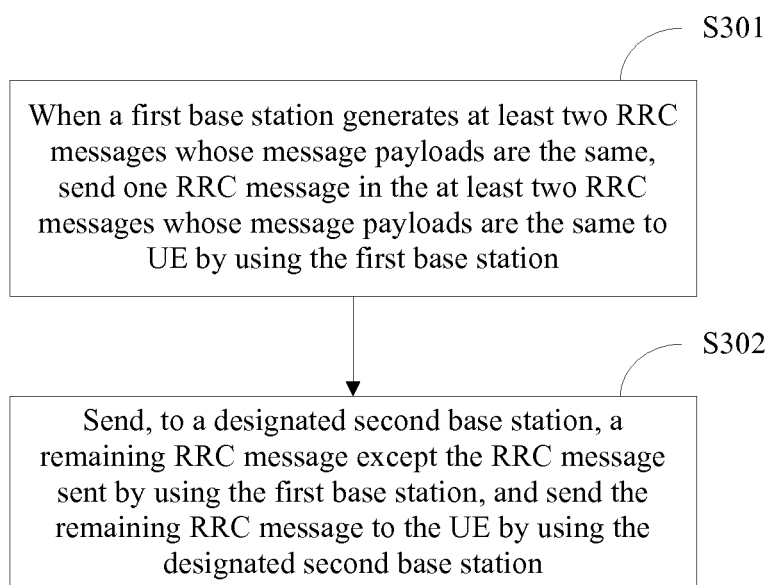 S301
When a first base station generates at least two RRC
messages whose message payloads are the same,
send one RRC message in the at least two RRC
messages whose message payloads are the same to
UE by using the first base station
S302
Send, to a designated second base station, a
remaining RRC message except the RRC message
sent by using the first base station, and send the
remaining RRC message to the UE by using the
designated second base station